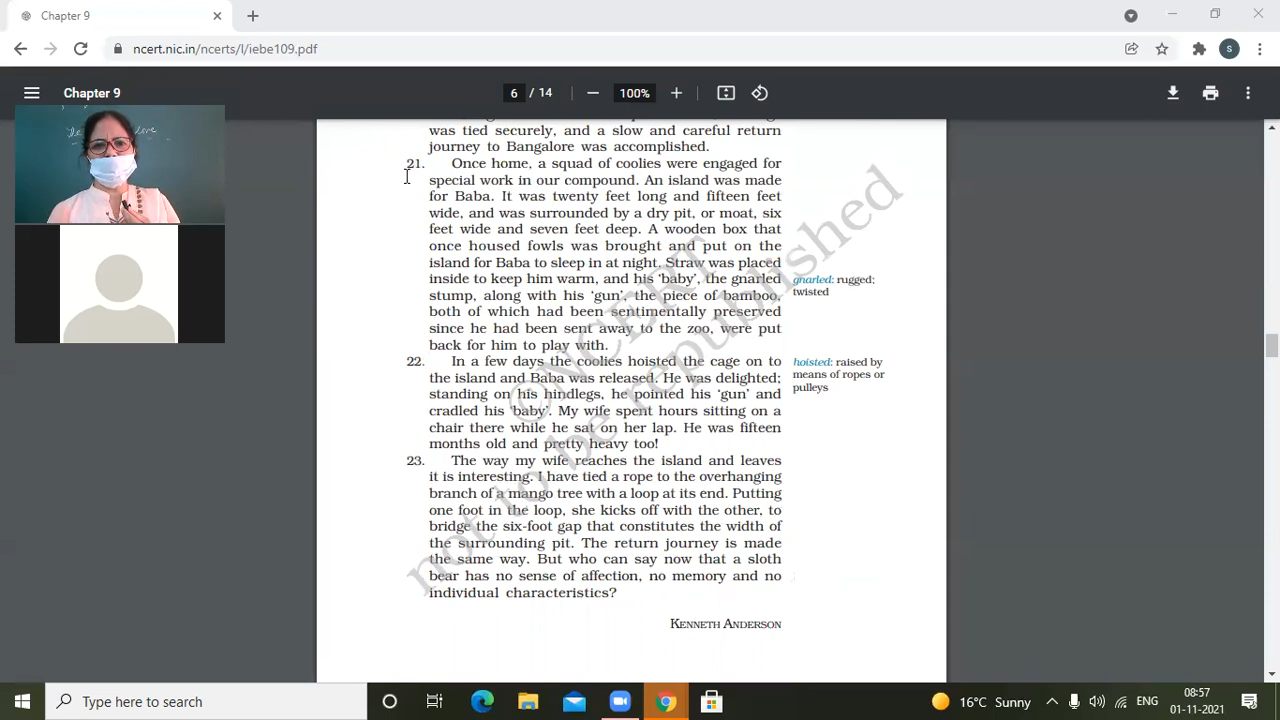 Chapter 9
ncert.nic.in/ncerts/l/iebe109.pdf
S
Chapter 9
6 / 14
100%
was tied securely, and a slow and careful return
journey to Bangalore was accomplished.
21. Once home, a squad of coolies were engaged for
special work in our compound. An island was made
for Baba. It was twenty feet long and fifteen feet
wide, and was surrounded by a dry pit, or moat, six
feet wide and seven feet deep. A wooden box that
once housed fowls was brought and put on the
island for Baba to sleep in at night. Straw was placed
inside to keep him warm, and his 'baby', the gnarled
stump, along with his 'gun', the piece of bamboo,
both of which had been sentimentally preserved
since he had been sent away to the zoo, were put
back for him to play with.
gnarled: rugged;
twisted
22. In a few days the coolies hoisted the cage on to
the island and Baba was released. He was delighted;
standing on his hindlegs, he pointed his 'gun' and
cradled his 'baby'. My wife spent hours sitting on a
chair there while he sat on her lap. He was fifteen
months old and pretty heavy too!
hoisted: raised by
means of ropes or
pulleys
23. The way my wife reaches the island and leaves
it is interesting. I have tied a rope to the overhanging
branch of a mango tree with a loop at its end. Putting
one foot in the loop, she kicks off with the other, to
bridge the six-foot gap that constitutes the width of
the surrounding pit. The return journey is made
the same way. But who can say now that a sloth
bear has no sense of affection, no memory and no
individual characteristics?
KENNETH ANDERSON
©NCERT
not to be republished
Type here to search
16°C Sunny
ENG
08:57
01-11-2021